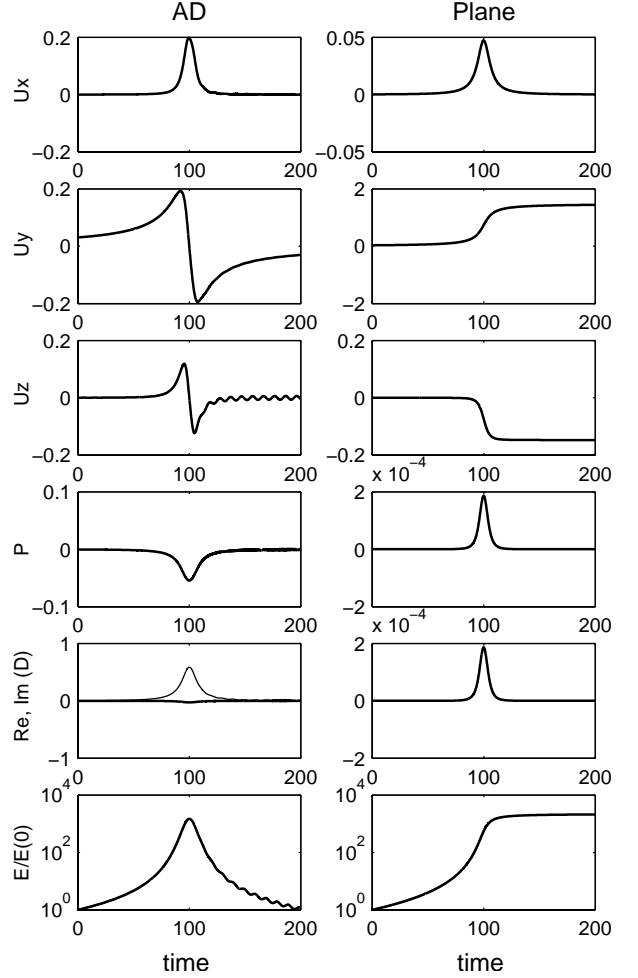 AD Plane
0.2 0.05
Ux 0 0
−0.2 −0.05
0 100 200 0 100 200
0.2 2
Uy 0 0
−0.2 −2
0 100 200 0 100 200
0.2 0.2
Uz 0 0
−0.2 −0.2
0 100 200 x 10−4 0 100 200
0.1 2
P 0 0
−0.1 −2
0 100 200 x 10−4 0 100 200
1 2
Re, Im (D) 0 0
−1 −2
0 100 200 0 100 200
10^4 10^4
E/E(0) 10^2 10^2
10^0 10^0
0 100 200 0 100 200
time time